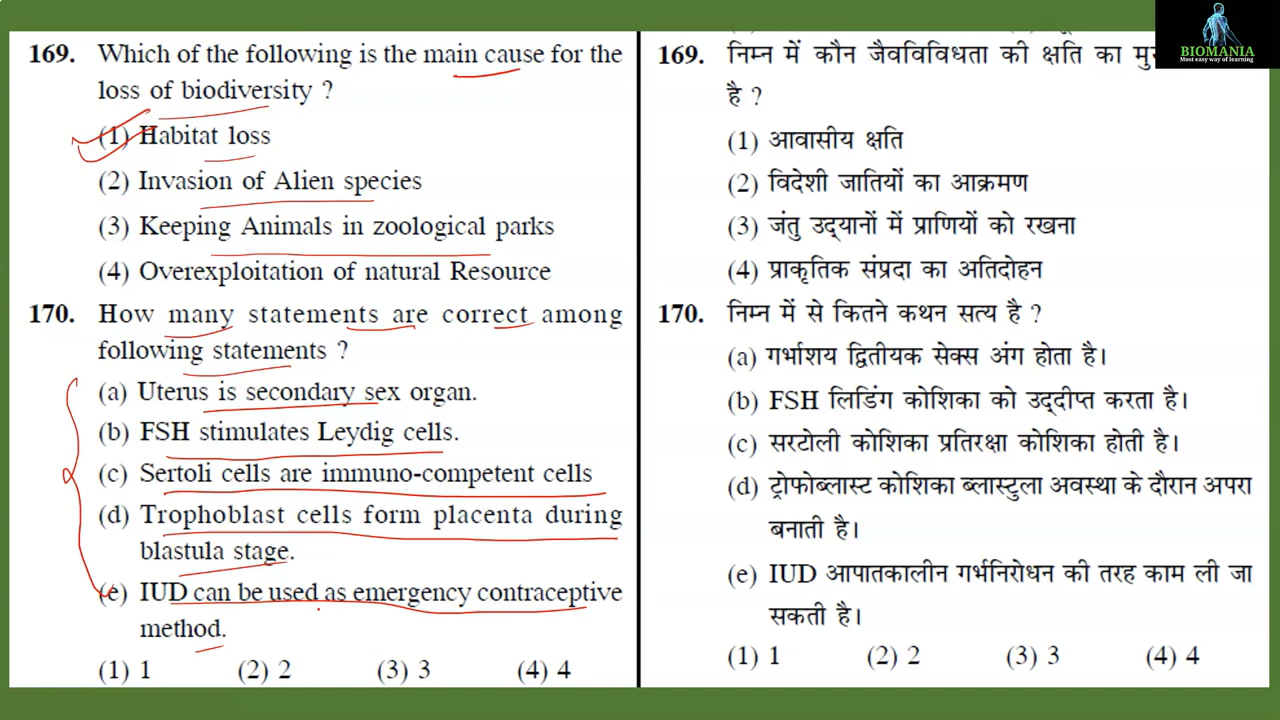 BIOMANIA
Most easy way of learning
169. Which of the following is the main cause for the
loss of biodiversity ?
(1) Habitat loss
(2) Invasion of Alien species
(3) Keeping Animals in zoological parks
(4) Overexploitation of natural Resource
170. How many statements are correct among
following statements ?
(a) Uterus is secondary sex organ.
(b) FSH stimulates Leydig cells.
(c) Sertoli cells are immuno-competent cells
(d) Trophoblast cells form placenta during
blastula stage.
(e) IUD can be used as emergency contraceptive
method.
(1) 1 (2) 2 (3) 3 (4) 4
169. निम्न में कौन जैवविविधता की क्षति का
है ?
(1) आवासीय क्षति
(2) विदेशी जातियों का आक्रमण
(3) जंतु उद्यानों में प्राणियों को रखना
(4) प्राकृतिक संप्रदा का अतिदोहन
170. निम्न में से कितने कथन सत्य है ?
(a) गर्भाशय द्वितीयक सेक्स अंग होता है।
(b) FSH लिडिंग कोशिका को उद्दीप्त करता है।
(c) सरटोली कोशिका प्रतिरक्षा कोशिका होती है।
(d) ट्रोफोब्लास्ट कोशिका ब्लास्टुला अवस्था के दौरान अपरा
बनाती है।
(e) IUD आपातकालीन गर्भनिरोधन की तरह काम ली जा
सकती है।
(1) 1 (2) 2 (3) 3 (4) 4